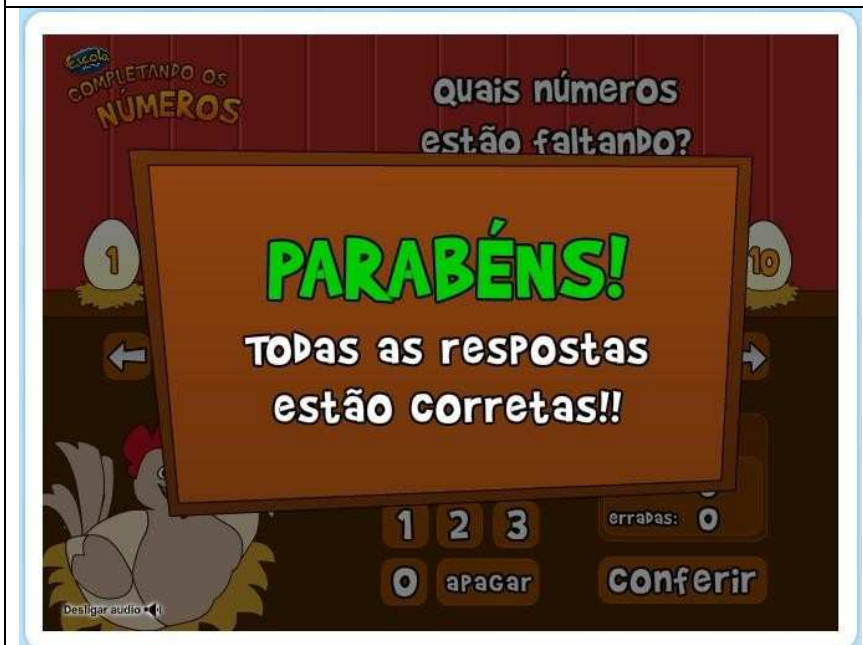 Escola
COMPLETANDO OS
NÚMEROS
Quais números
estão faltando?
1
10
PARABÉNS!
Todas as respostas
estão corretas!!
1 2 3
erradas: 0
0 apagar
conferir
Desligar audio